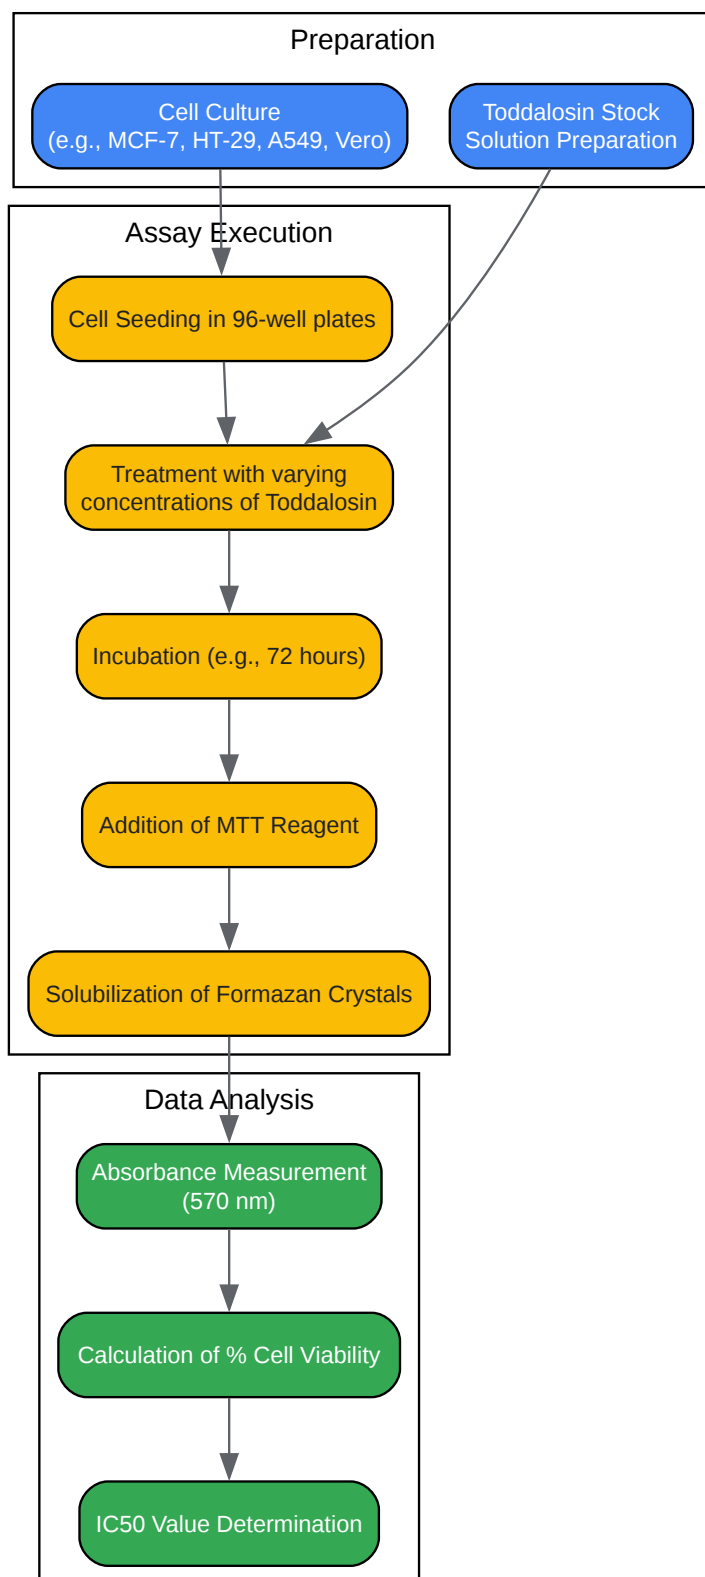 Preparation
Cell Culture
(e.g., MCF-7, HT-29, A549, Vero)
Toddalosin Stock
Solution Preparation
Assay Execution
Cell Seeding in 96-well plates
Treatment with varying
concentrations of Toddalosin
Incubation (e.g., 72 hours)
Addition of MTT Reagent
Solubilization of Formazan Crystals
Data Analysis
Absorbance Measurement
(570 nm)
Calculation of % Cell Viability
IC50 Value Determination